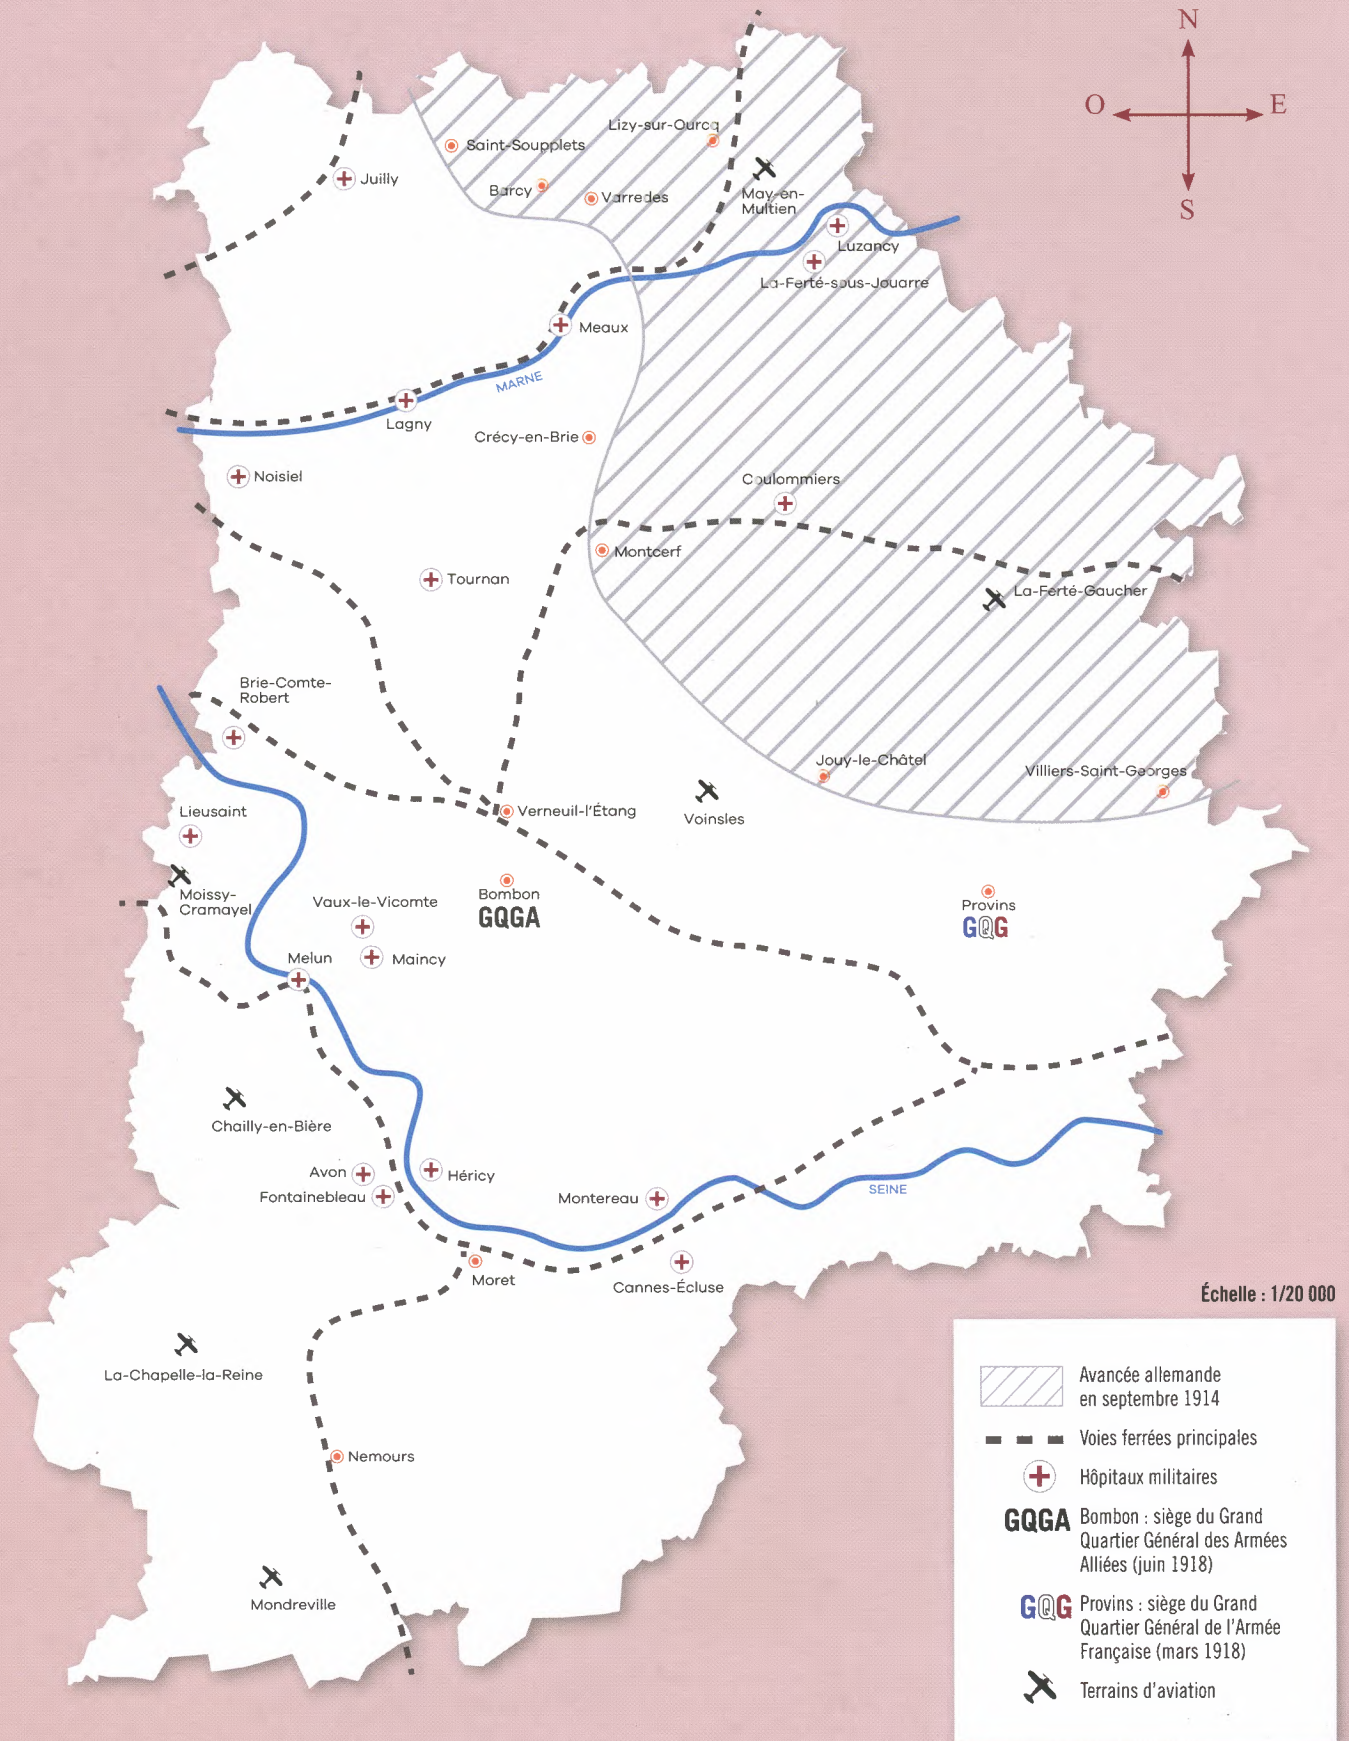 N
O
E
S
Lizy-sur-Ourcq
Saint-Soupplets
Juilly
Barcy
Varredes
May-en-
Multien
Luzancy
La-Ferté-sous-Jouarre
Meaux
MARNE
Lagny
Crécy-en-Brie
Noisiel
Coulommiers
Montcerf
Tournan
La-Ferté-Gaucher
Brie-Comte-
Robert
Jouy-le-Châtel
Villiers-Saint-Georges
Lieusaint
Verneuil-l'Étang
Voinsles
Moissy-
Cramayel
Vaux-le-Vicomte
Bombon
GQGA
Provins
GQG
Melun
Maincy
Chailly-en-Bière
Avon
Héricy
Fontainebleau
Montereau
SEINE
Moret
Cannes-Écluse
La-Chapelle-la-Reine
Nemours
Mondreville
Échelle : 1/20 000
Avancée allemande
en septembre 1914
Voies ferrées principales
Hôpitaux militaires
GQGA Bombon : siège du Grand
Quartier Général des Armées
Alliées (juin 1918)
GQG Provins : siège du Grand
Quartier Général de l'Armée
Française (mars 1918)
Terrains d'aviation